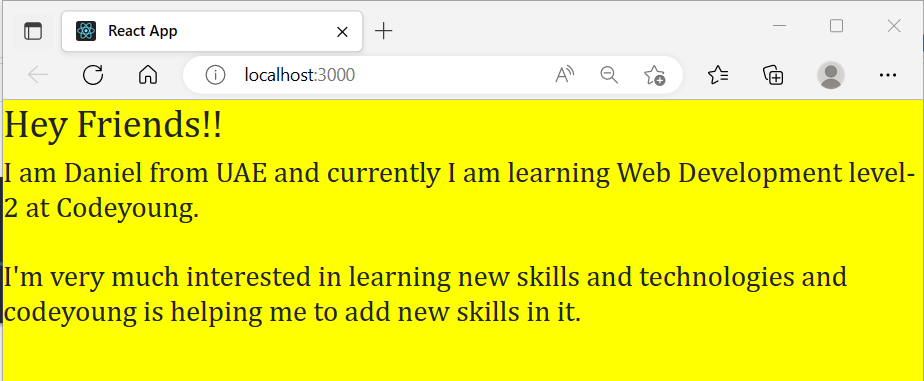 React App
localhost:3000
Hey Friends!!
I am Daniel from UAE and currently I am learning Web Development level-
2 at Codeyoung.
I'm very much interested in learning new skills and technologies and
codeyoung is helping me to add new skills in it.